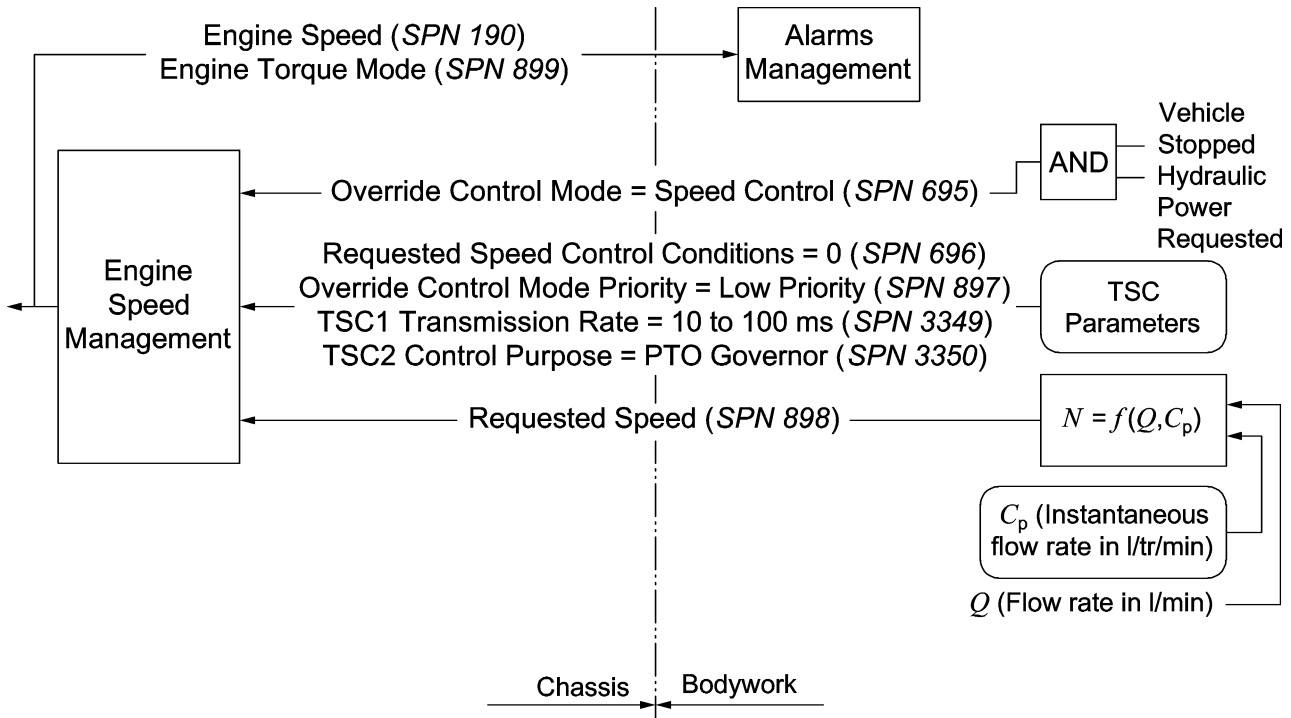 Engine Speed (SPN 190)
Engine Torque Mode (SPN 899)
Alarms
Management
AND
Vehicle
Stopped
Hydraulic
Power
Requested
Override Control Mode = Speed Control (SPN 695)
Engine
Speed
Management
Requested Speed Control Conditions = 0 (SPN 696)
Override Control Mode Priority = Low Priority (SPN 897)
TSC1 Transmission Rate = 10 to 100 ms (SPN 3349)
TSC2 Control Purpose = PTO Governor (SPN 3350)
TSC
Parameters
Requested Speed (SPN 898)
N = f(Q,Cp)
Cp (Instantaneous
flow rate in l/tr/min)
Q (Flow rate in l/min)
Chassis
Bodywork